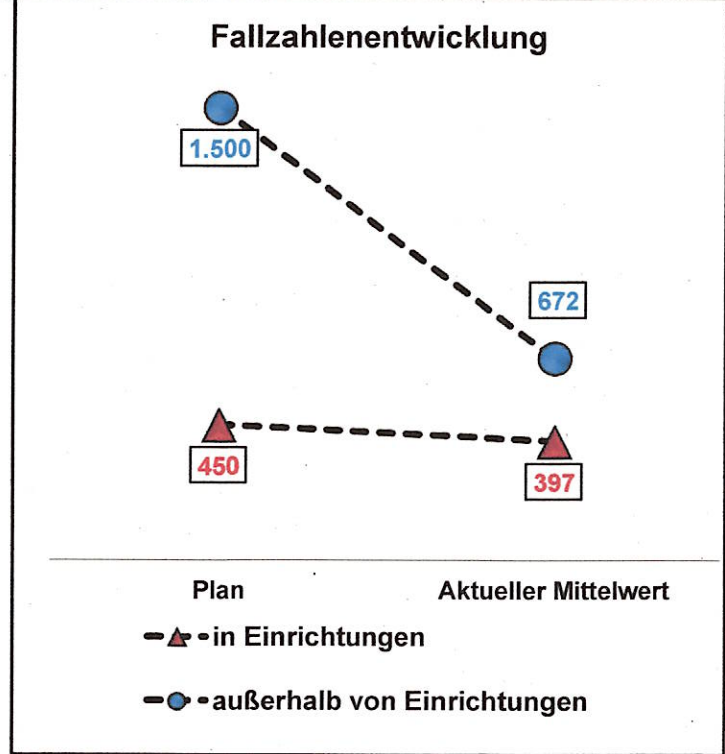 Fallzahlenentwicklung
1.500
672
450
397
Plan
Aktueller Mittelwert
in Einrichtungen
außerhalb von Einrichtungen